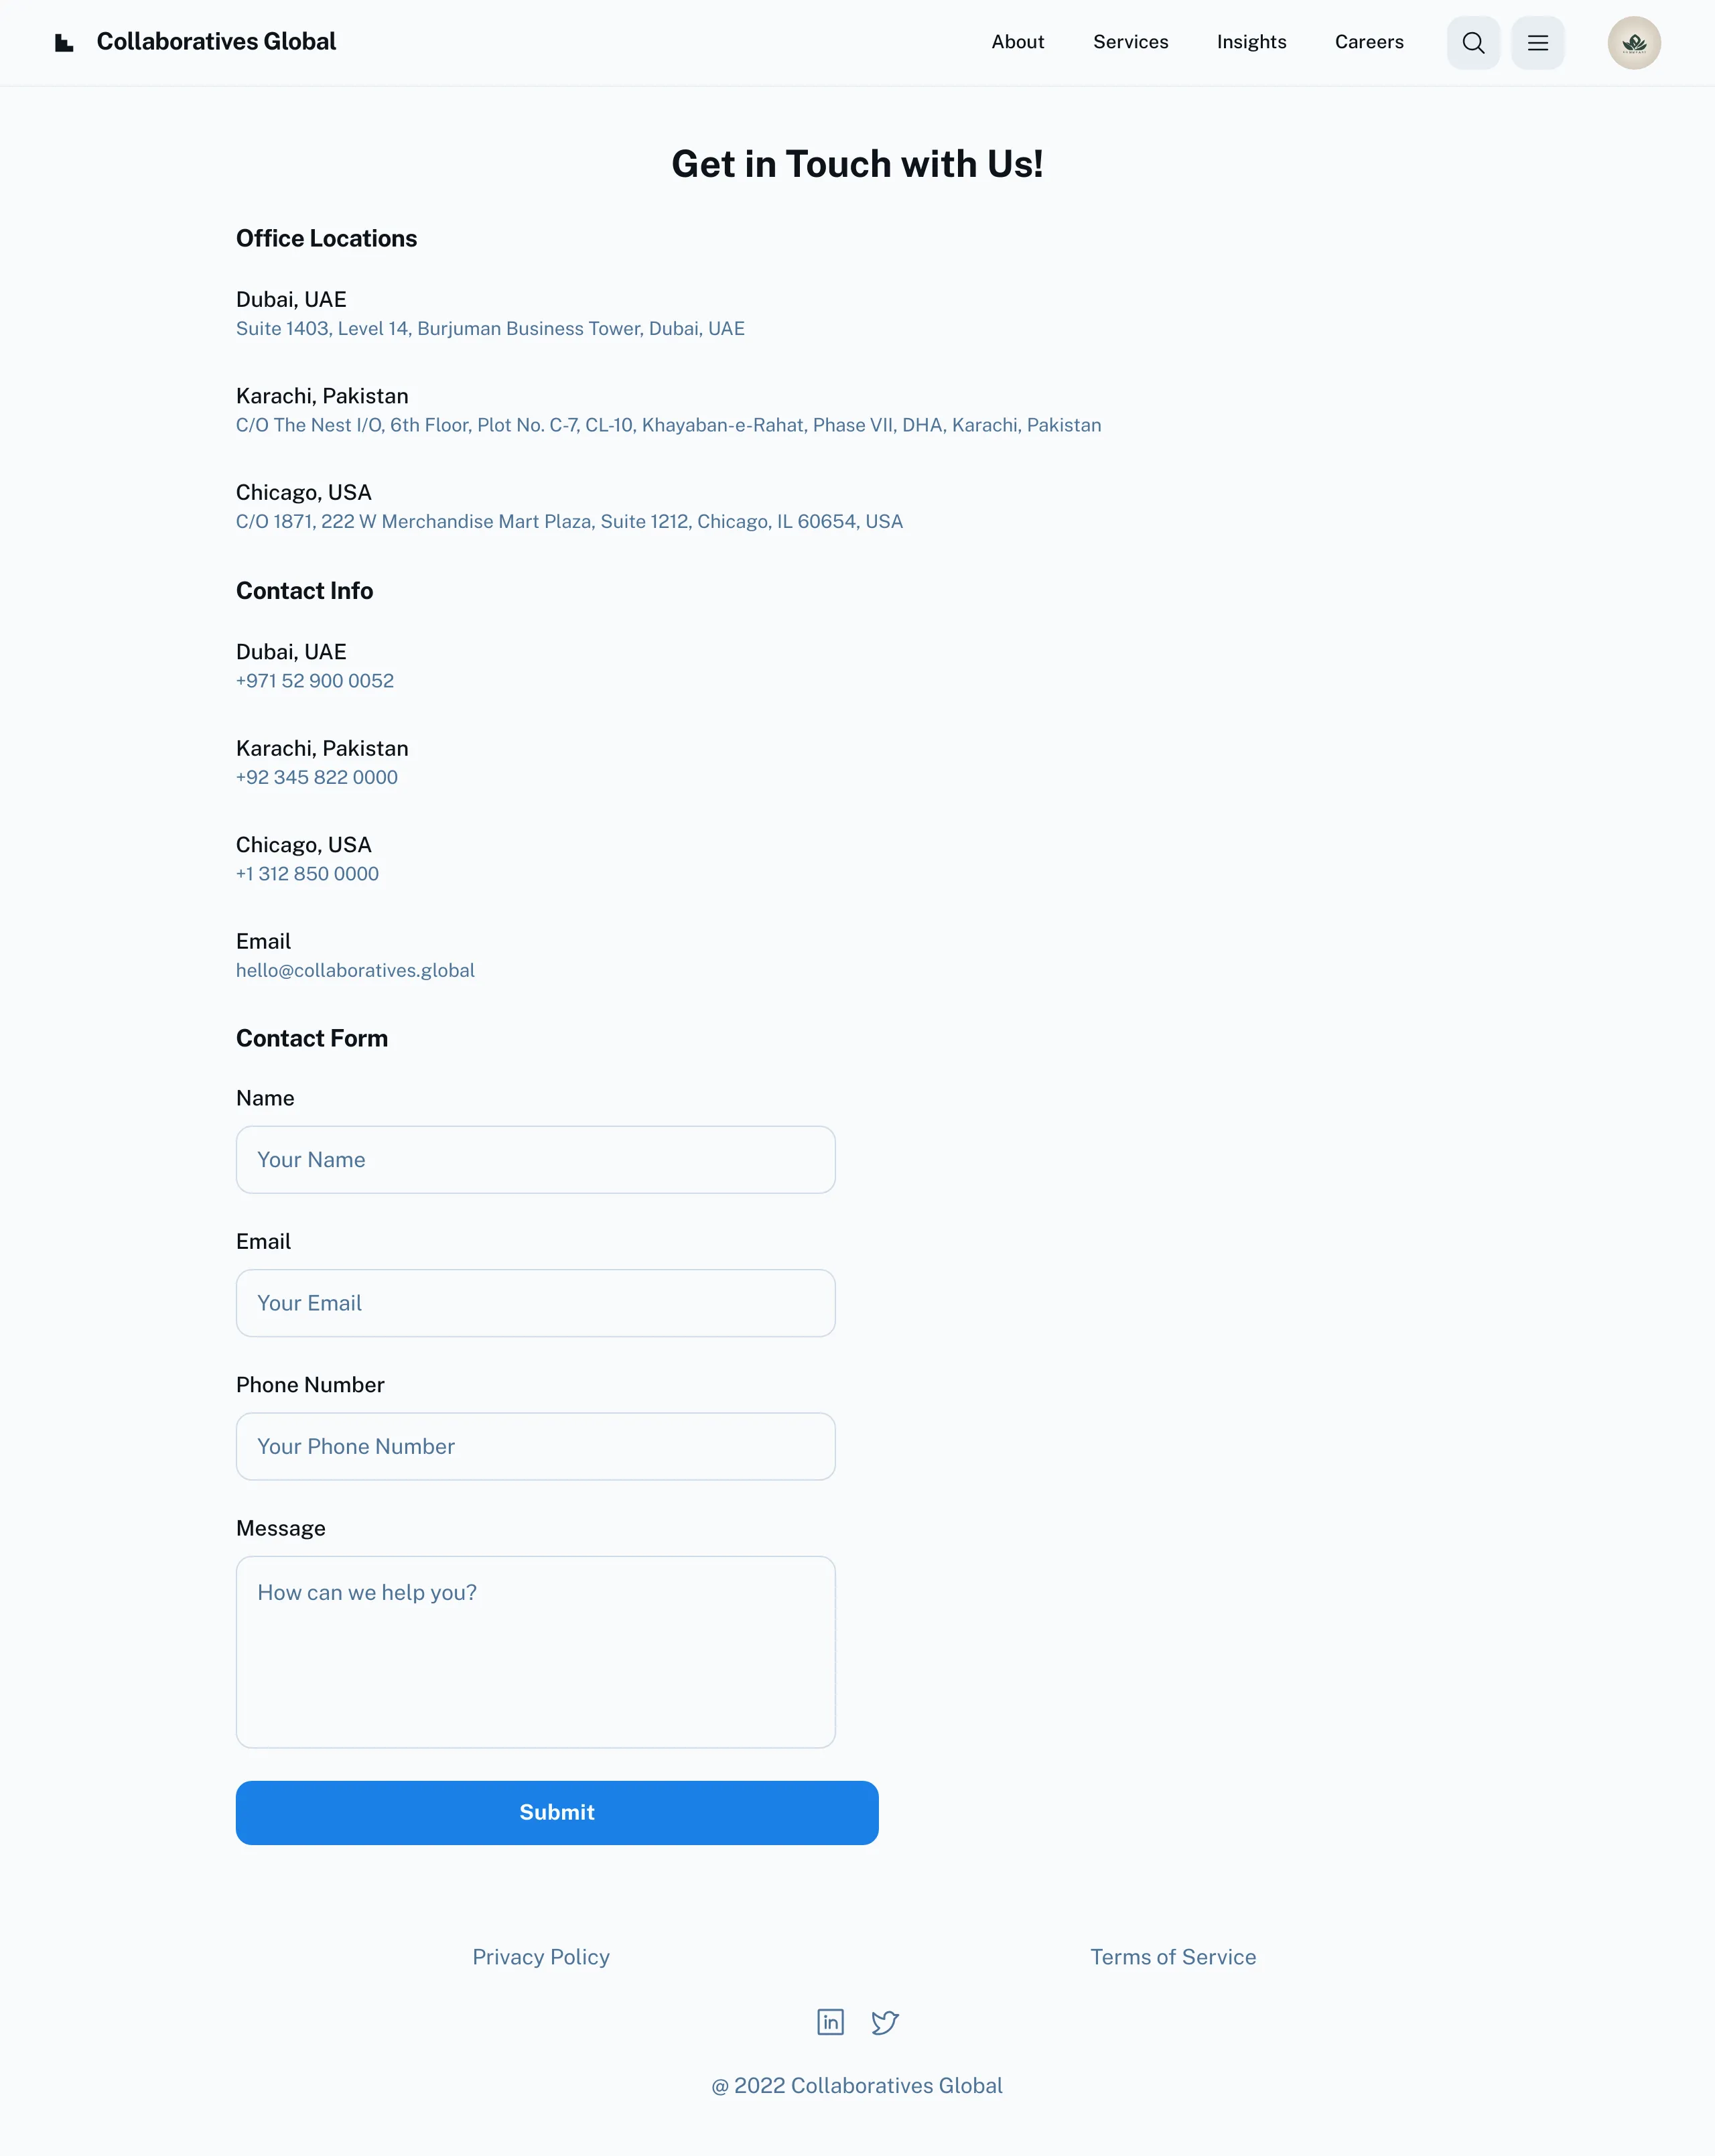 Collaboratives Global
About
Services
Insights
Careers
Get in Touch with Us!
Office Locations
Dubai, UAE
Suite 1403, Level 14, Burjuman Business Tower, Dubai, UAE
Karachi, Pakistan
C/O The Nest I/O, 6th Floor, Plot No. C-7, CL-10, Khayaban-e-Rahat, Phase VII, DHA, Karachi, Pakistan
Chicago, USA
C/O 1871, 222 W Merchandise Mart Plaza, Suite 1212, Chicago, IL 60654, USA
Contact Info
Dubai, UAE
+971 52 900 0052
Karachi, Pakistan
+92 345 822 0000
Chicago, USA
+1 312 850 0000
Email
hello@collaboratives.global
Contact Form
Name
Your Name
Email
Your Email
Phone Number
Your Phone Number
Message
How can we help you?
Submit
Privacy Policy
Terms of Service
in
@ 2022 Collaboratives Global